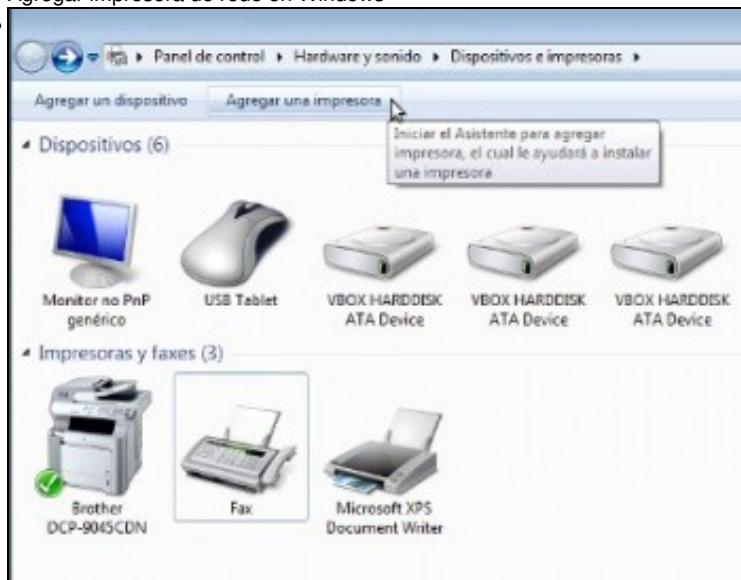 Agregar impresora de rede en Windows
Panel de control ▸ Hardware y sonido ▸ Dispositivos e impresoras ▸
Agregar un dispositivo Agregar una impresora
Iniciar el Asistente para agregar
impresora, el cual le ayudará a instalar
una impresora
Dispositivos (6)
Monitor no PnP
genérico
USB Tablet
VBOX HARDDISK
ATA Device
VBOX HARDDISK
ATA Device
VBOX HARDDISK
ATA Device
Impresoras y faxes (3)
Brother
DCP-9045CDN
Fax
Microsoft XPS
Document Writer